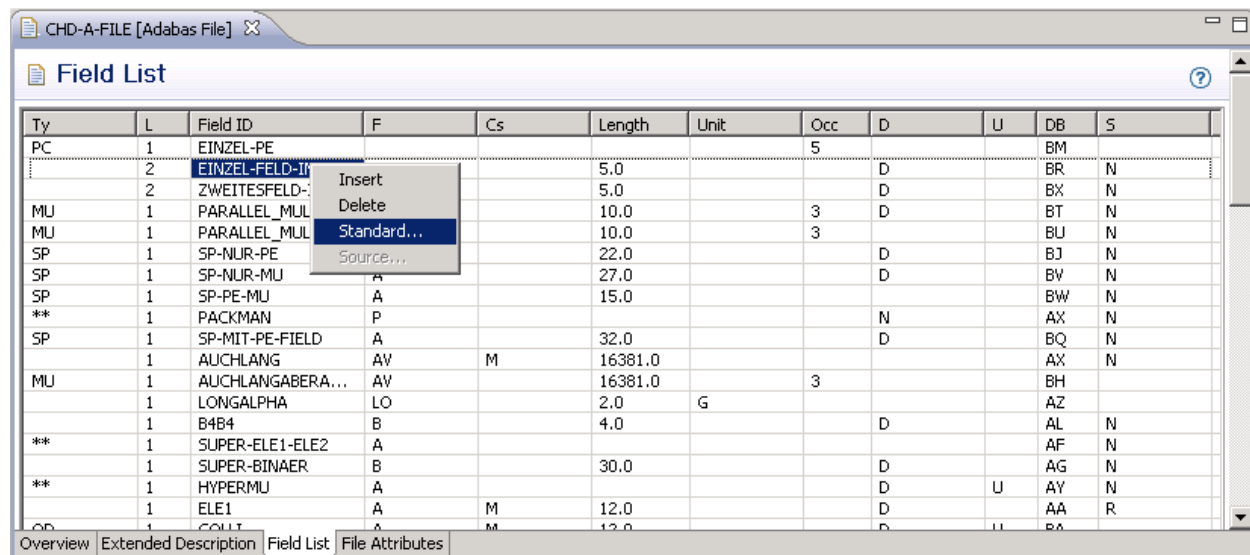 CHD-A-FILE [Adabas File]
Field List
Ty L Field ID F Cs Length Unit Occ D U DB S
PC 1 EINZEL-PE 5 BM
2 EINZEL-FELD-IN 5.0 D BR N
Insert
2 ZWEITESFELD- 5.0 D BX N
Delete
MU 1 PARALLEL_MUL 10.0 3 D BT N
Standard...
MU 1 PARALLEL_MUL 10.0 3 BU N
Source...
SP 1 SP-NUR-PE 22.0 D BJ N
SP 1 SP-NUR-MU A 27.0 D BV N
SP 1 SP-PE-MU A 15.0 BW N
** 1 PACKMAN P N AX N
SP 1 SP-MIT-PE-FIELD A 32.0 D BQ N
1 AUCHLANG AV M 16381.0 AX N
MU 1 AUCHLANGABERA... AV 16381.0 3 BH
1 LONGALPHA LO 2.0 G AZ
1 B4B4 B 4.0 D AL N
** 1 SUPER-ELE1-ELE2 A AF N
1 SUPER-BINAER B 30.0 D AG N
** 1 HYPERMU A D U AY N
1 ELE1 A M 12.0 D AA R
1 A M 12.0 D U BA
Overview Extended Description Field List File Attributes